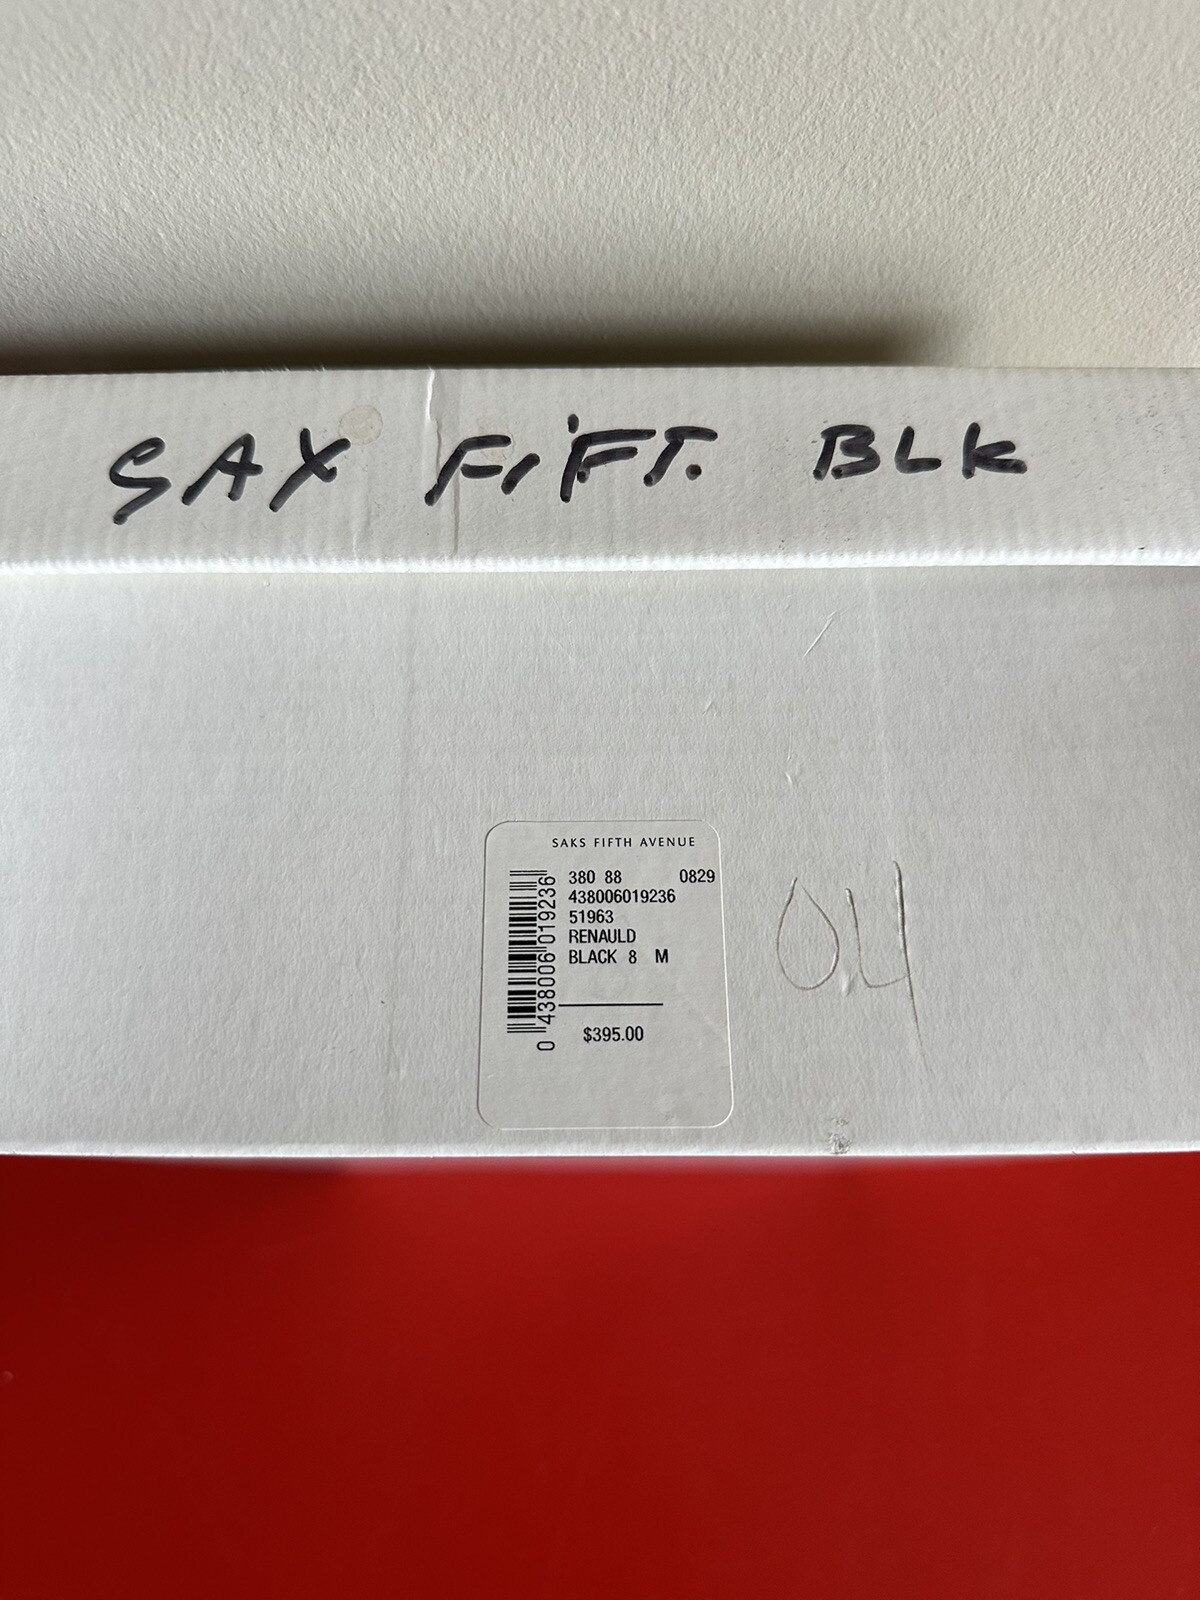 SAX FIFT. BLK
SAKS FIFTH AVENUE
380 88 0829
438006019236
51963
RENAULD
BLACK 8 M
$395.00
0 438006 019236
04